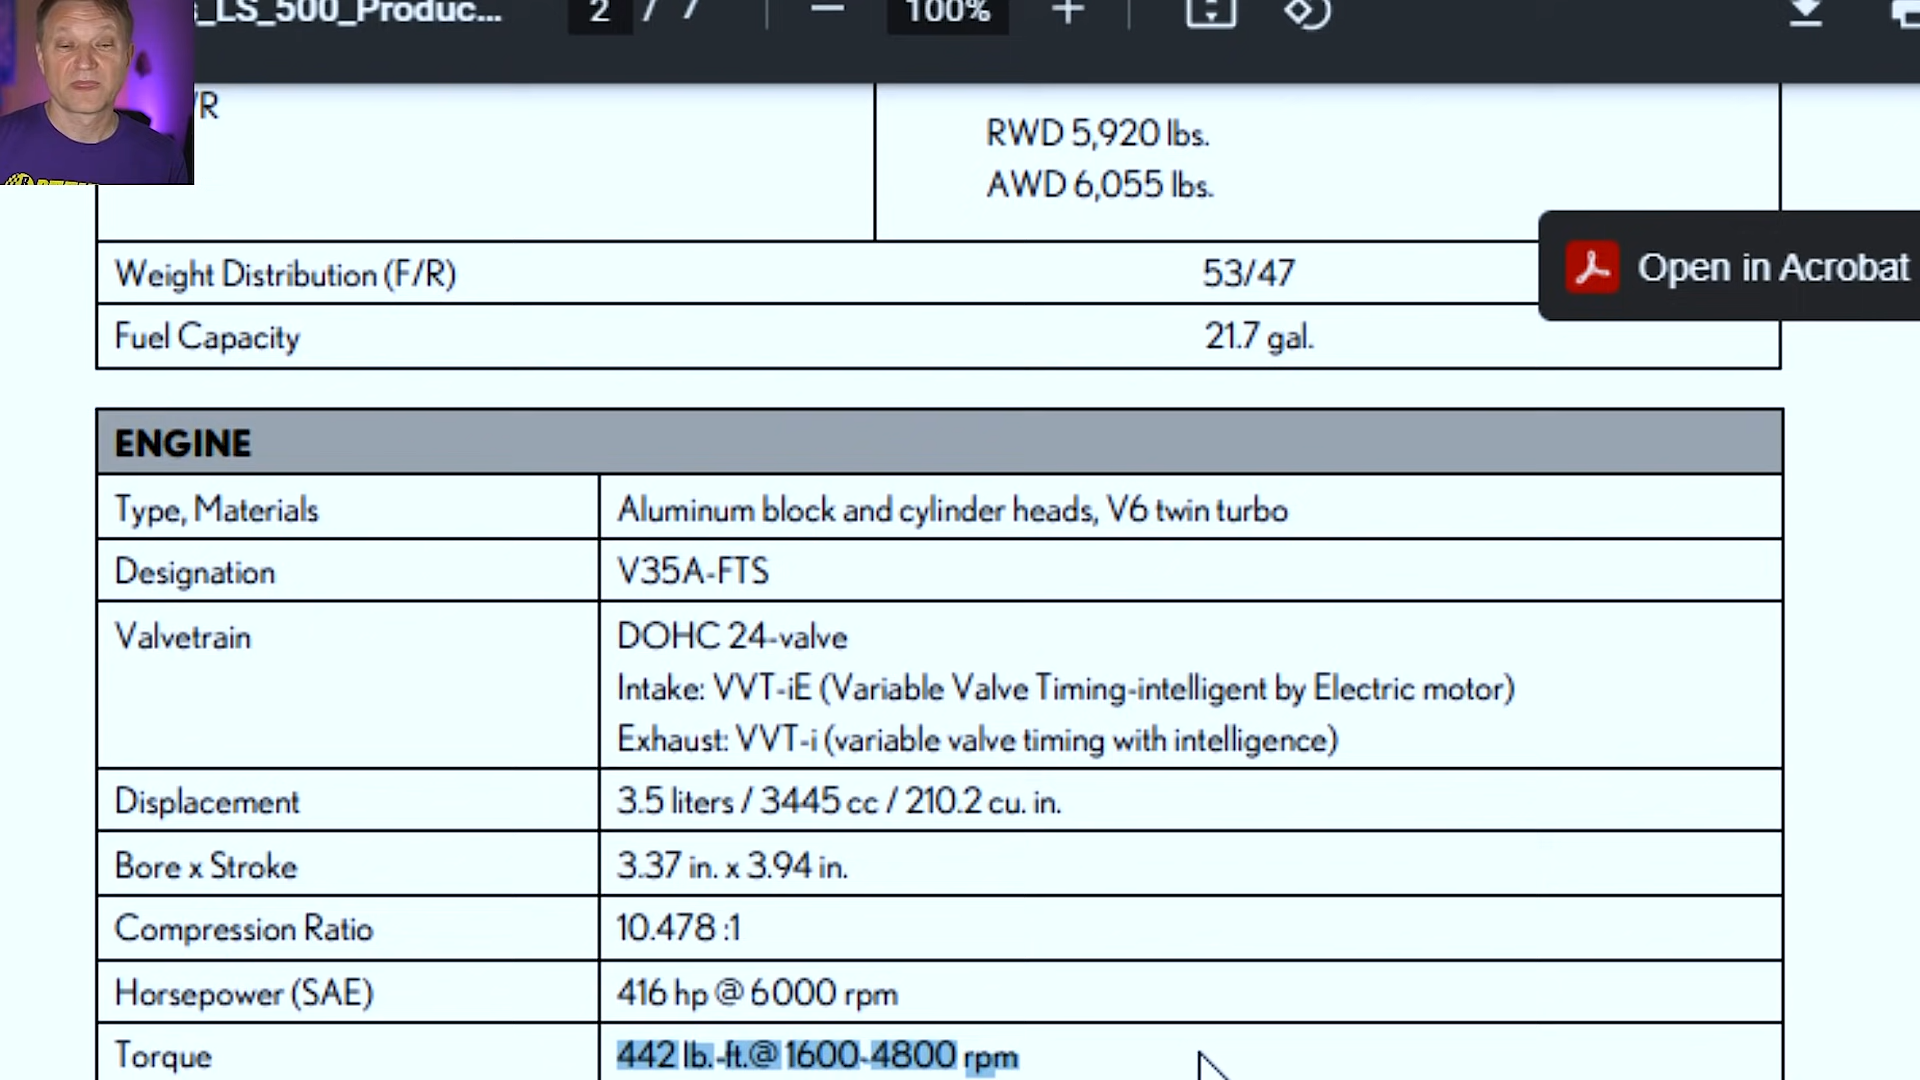 s_LS_500_Produc...
2 / 7
100%
/R
RWD 5,920 lbs.
AWD 6,055 lbs.
Weight Distribution (F/R) 53/47
Open in Acrobat
Fuel Capacity 21.7 gal.
ENGINE
Type, Materials Aluminum block and cylinder heads, V6 twin turbo
Designation V35A-FTS
Valvetrain DOHC 24-valve
Intake: VVT-iE (Variable Valve Timing-intelligent by Electric motor)
Exhaust: VVT-i (variable valve timing with intelligence)
Displacement 3.5 liters / 3445 cc / 210.2 cu. in.
Bore x Stroke 3.37 in. x 3.94 in.
Compression Ratio 10.478 :1
Horsepower (SAE) 416 hp @ 6000 rpm
Torque 442 lb.-ft.@ 1600-4800 rpm